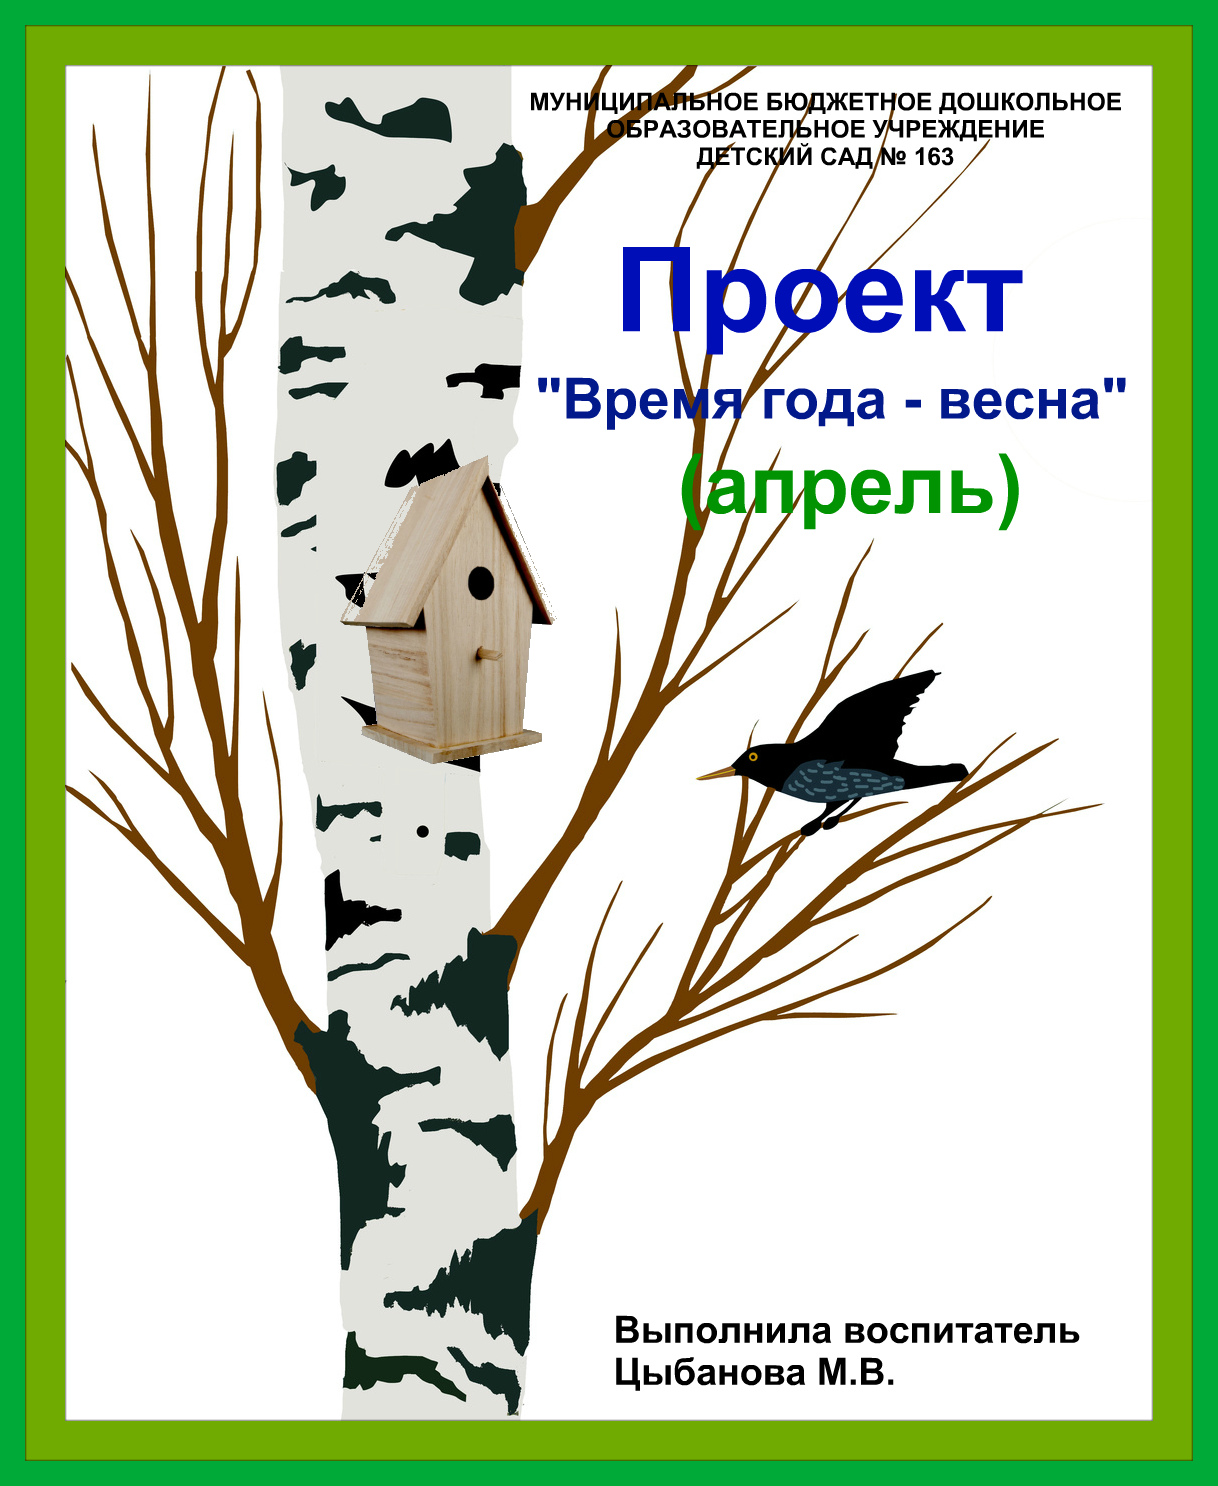 МУНИЦИПАЛЬНОЕ БЮДЖЕТНОЕ ДОШКОЛЬНОЕ
ОБРАЗОВАТЕЛЬНОЕ УЧРЕЖДЕНИЕ
ДЕТСКИЙ САД № 163
Проект
"Время года - весна"
(апрель)
Выполнила воспитатель
Цыбанова М.В.